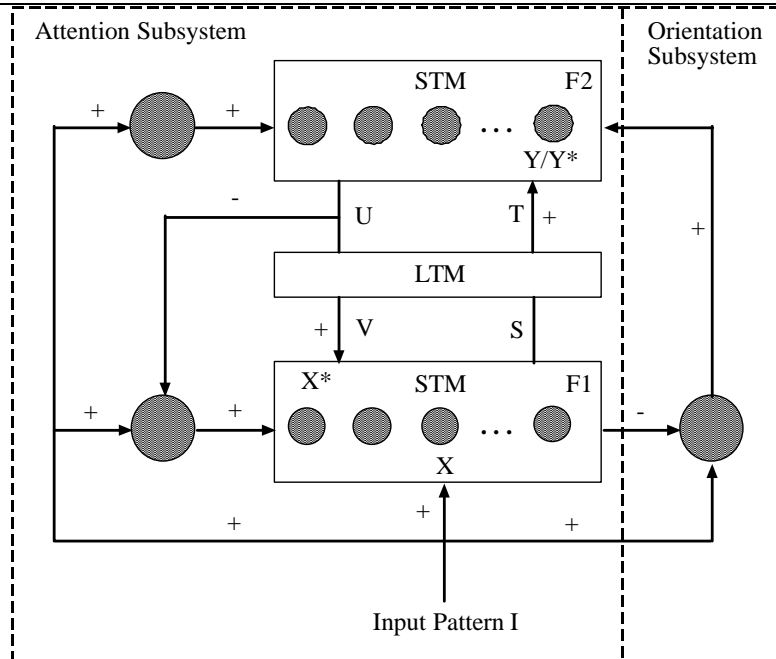 Attention Subsystem
Orientation
Subsystem
STM F2
+ +
...
Y/Y*
-
U T +
+
LTM
+ V S
X* STM F1
+ + -
...
X
+
+ +
Input Pattern I